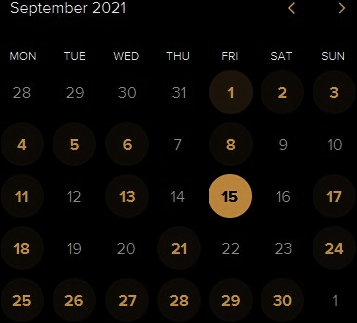 September 2021
MON TUE WED THU FRI SAT SUN
28 29 30 31 1 2 3
4 5 6 7 8 9 10
11 12 13 14 15 16 17
18 19 20 21 22 23 24
25 26 27 28 29 30 1